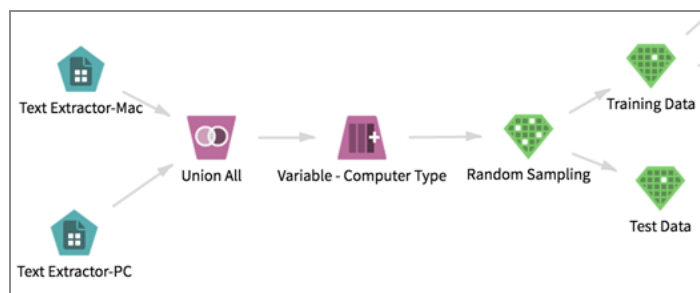 Text Extractor-Mac
Union All
Variable - Computer Type
Random Sampling
Training Data
Test Data
Text Extractor-PC